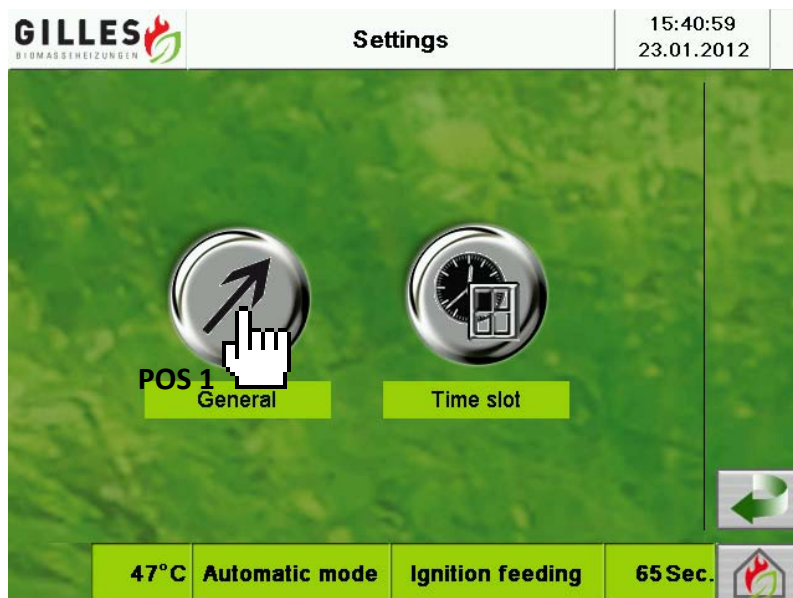 GILLES
BIOMASSEHEIZUNGEN
Settings
15:40:59
23.01.2012
POS 1
General
Time slot
47°C
Automatic mode
Ignition feeding
65 Sec.